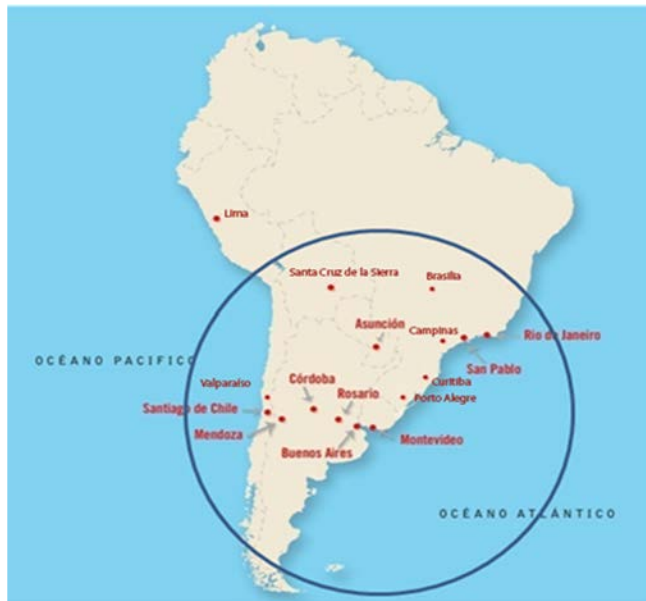 Lima
Santa Cruz de la Sierra
Brasilia
Asunción
Campinas
Rio de Janeiro
OCÉANO PACIFICO
San Pablo
Valparaíso
Córdoba
Curitiba
Rosario
Porto Alegre
Santiago de Chile
Mendoza
Buenos Aires
Montevideo
OCÉANO ATLÁNTICO